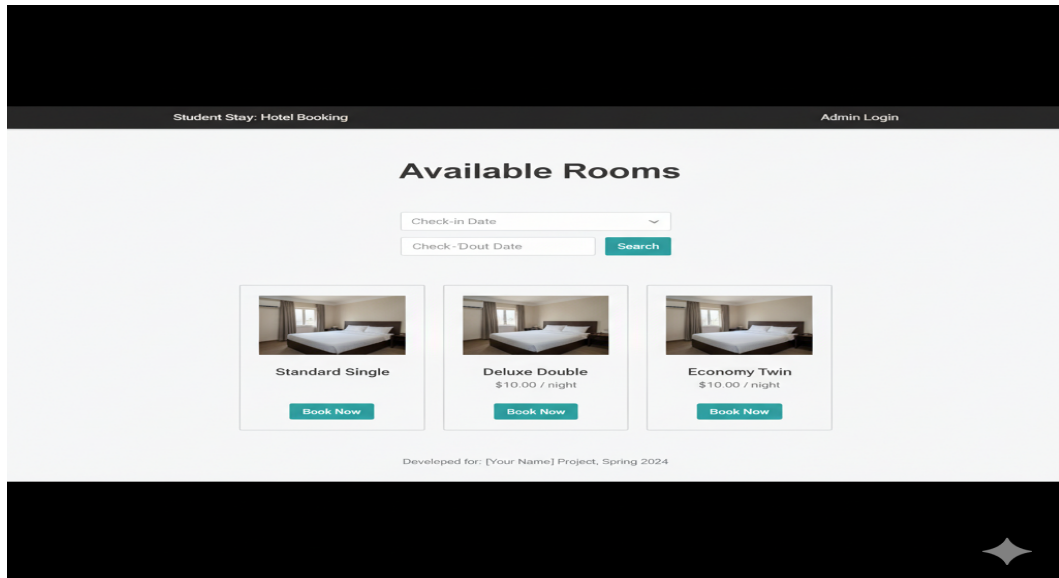 Student Stay: Hotel Booking
Admin Login
Available Rooms
Check-in Date
Check-'Dout Date
Search
Standard Single
Book Now
Deluxe Double
$10.00 / night
Book Now
Economy Twin
$10.00 / night
Book Now
Developed for: [Your Name] Project, Spring 2024